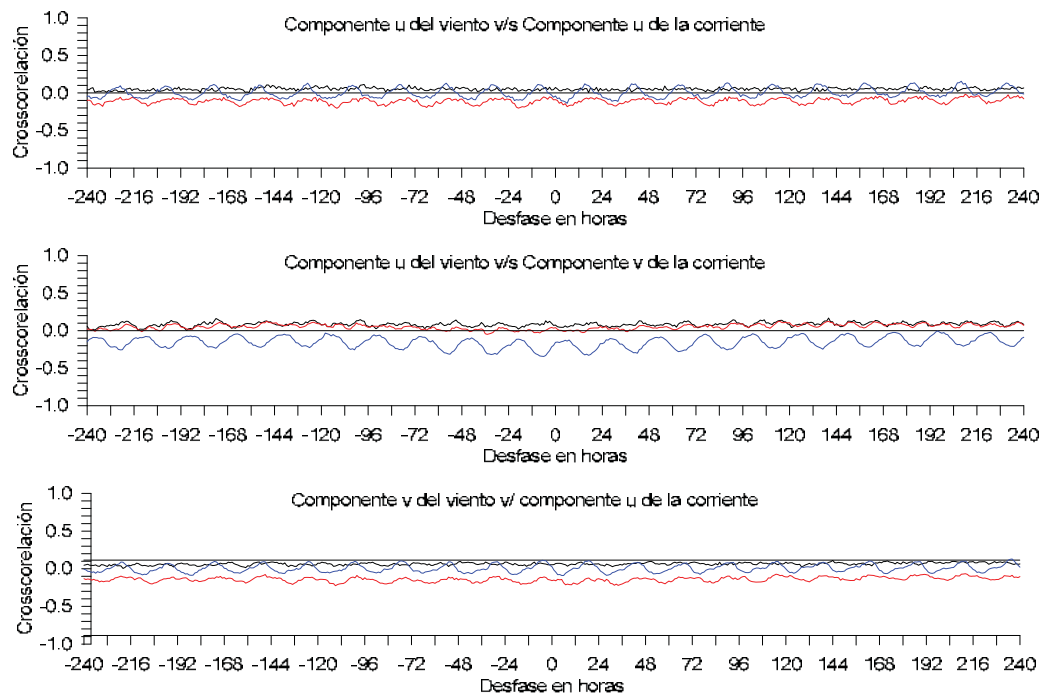 Componente u del viento v/s Componente u de la corriente
Crosscorelación
1.0
0.5
0.0
-0.5
-1.0
-240 -216 -192 -168 -144 -120 -96 -72 -48 -24 0 24 48 72 96 120 144 168 192 216 240
Desfase en horas
Componente u del viento v/s Componente v de la corriente
Crosscorelación
1.0
0.5
0.0
-0.5
-1.0
-240 -216 -192 -168 -144 -120 -96 -72 -48 -24 0 24 48 72 96 120 144 168 192 216 240
Desfase en horas
Componente v del viento v/ componente u de la corriente
Crosscorelación
1.0
0.5
0.0
-0.5
-1.0
-240 -216 -192 -168 -144 -120 -96 -72 -48 -24 0 24 48 72 96 120 144 168 192 216 240
Desfase en horas